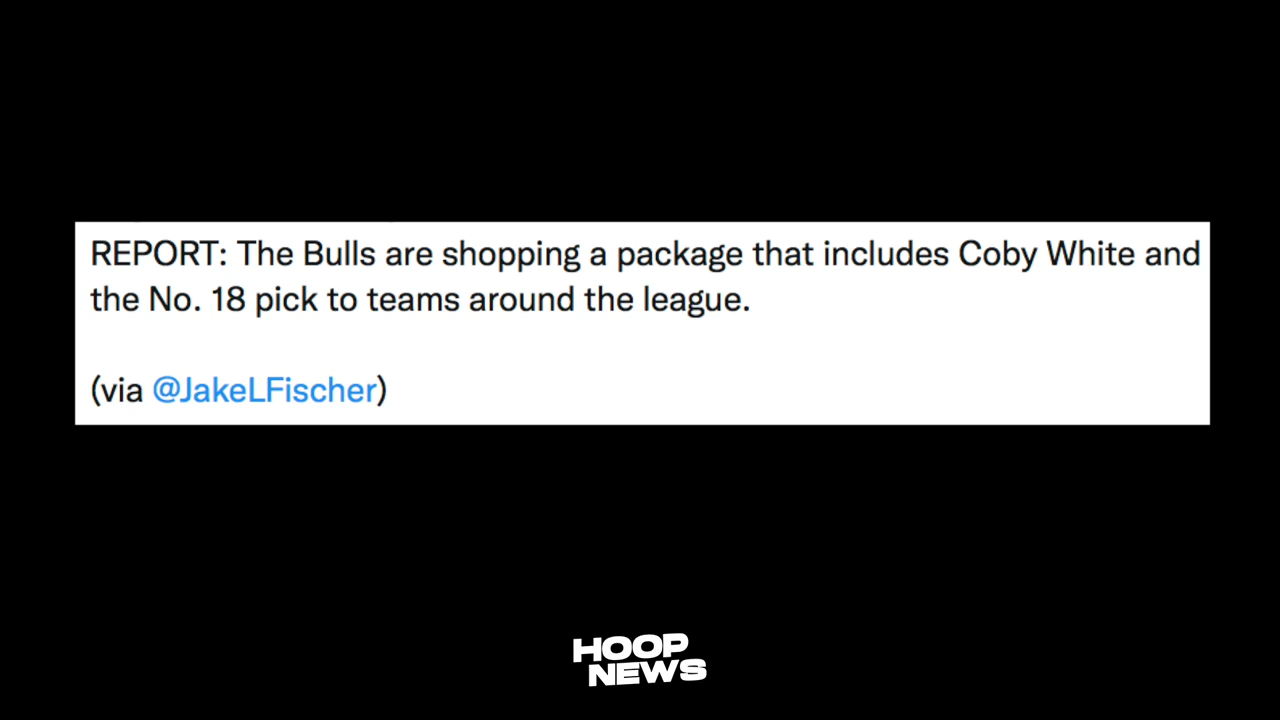 REPORT: The Bulls are shopping a package that includes Coby White and
the No. 18 pick to teams around the league.
(via @JakeLFischer)
HOOP
NEWS